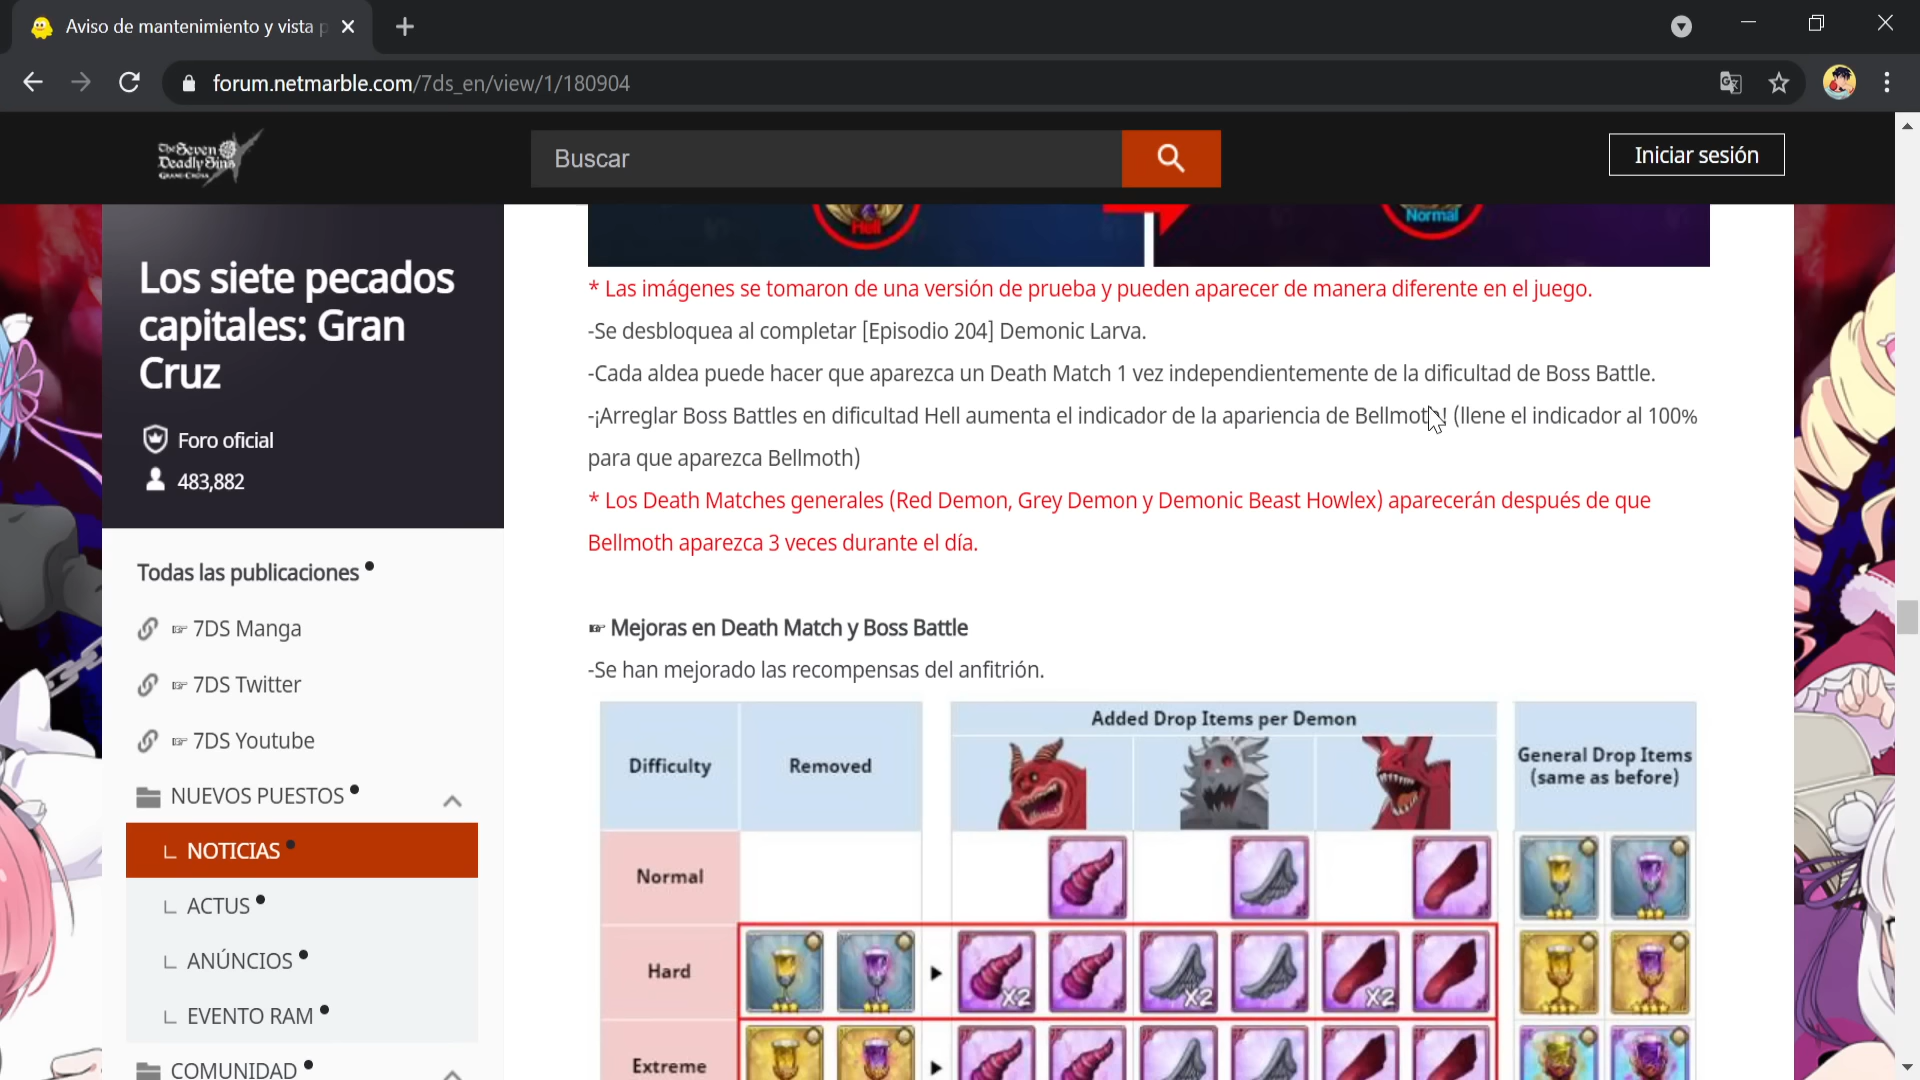 Aviso de mantenimiento y vista p
forum.netmarble.com/7ds_en/view/1/180904
The Seven
Deadly Sins
GRAND CROSS
Buscar
Iniciar sesión
Los siete pecados
capitales: Gran
Cruz
Foro oficial
483,882
Todas las publicaciones
☞ 7DS Manga
☞ 7DS Twitter
☞ 7DS Youtube
NUEVOS PUESTOS
NOTICIAS
ACTUS
ANÚNCIOS
EVENTO RAM
COMUNIDAD
Hell
Normal
* Las imágenes se tomaron de una versión de prueba y pueden aparecer de manera diferente en el juego.
-Se desbloquea al completar [Episodio 204] Demonic Larva.
-Cada aldea puede hacer que aparezca un Death Match 1 vez independientemente de la dificultad de Boss Battle.
-¡Arreglar Boss Battles en dificultad Hell aumenta el indicador de la apariencia de Bellmoth! (llene el indicador al 100%
para que aparezca Bellmoth)
* Los Death Matches generales (Red Demon, Grey Demon y Demonic Beast Howlex) aparecerán después de que
Bellmoth aparezca 3 veces durante el día.
☞ Mejoras en Death Match y Boss Battle
-Se han mejorado las recompensas del anfitrión.
Difficulty
Removed
Added Drop Items per Demon
General Drop Items
(same as before)
Normal
Hard
X2
X2
X2
Extreme